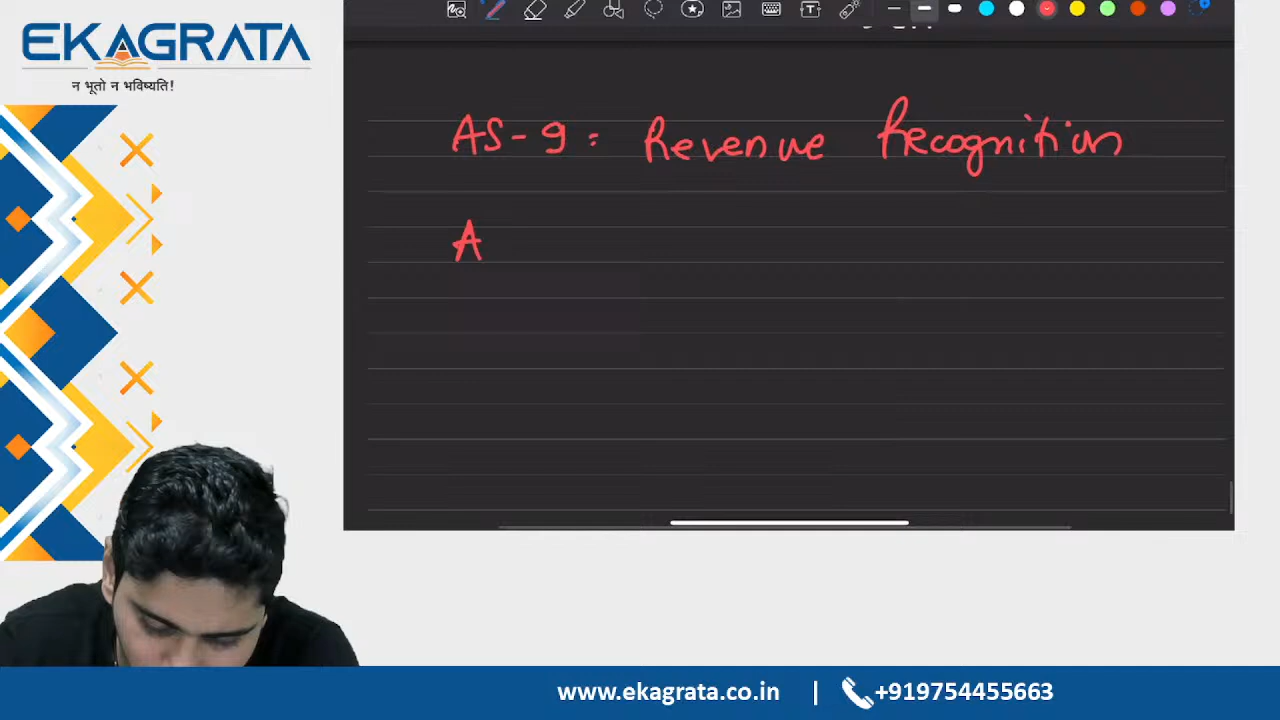 EKAGRATA
न भूतो न भविष्यति!
AS-9: Revenue Recognition
A
www.ekagrata.co.in | +919754455663